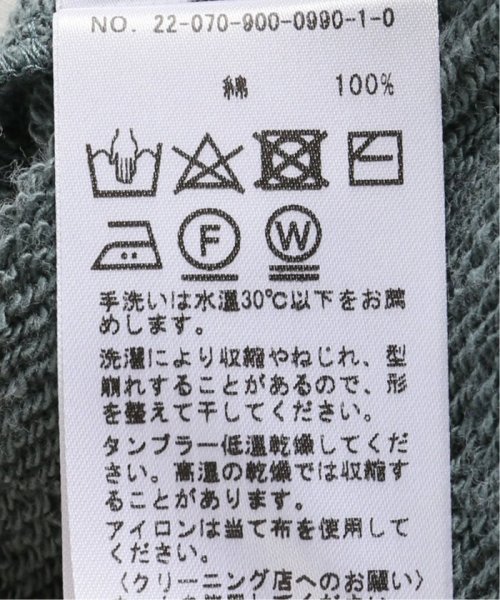 NO. 22-070-900-0990-1-0
綿 100%
F W
手洗いは水温30℃以下をお薦
めします。
洗濯により収縮やねじれ、型
崩れすることがあるので、形
を整えて干してください。
タンブラー低温乾燥してくだ
さい。高温の乾燥では収縮す
ることがあります。
アイロンは当て布を使用して
ください。
〈クリーニング店へのお願い〉